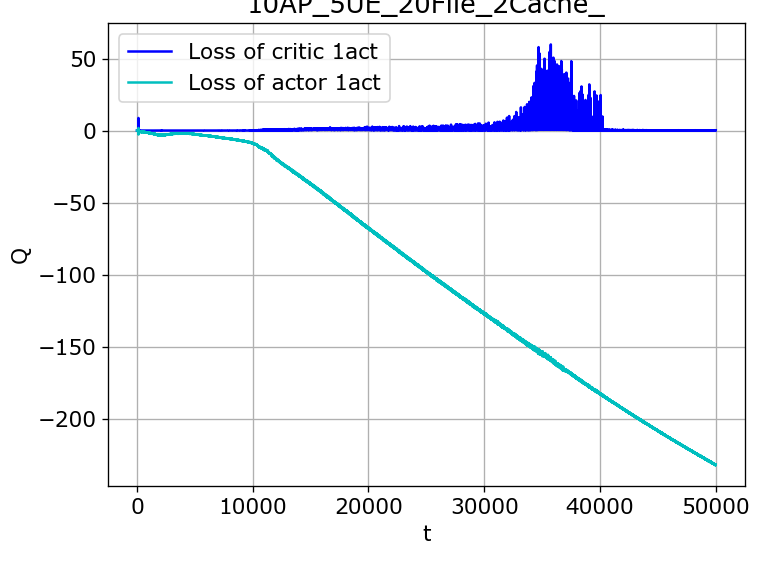 10AP_5UE_20File_2Cache_
Loss of critic 1act
Loss of actor 1act
50
0
−50
−100
−150
−200
Q
0 10000 20000 30000 40000 50000
t